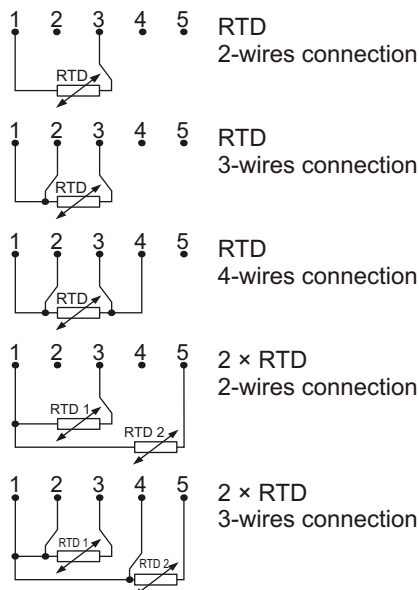 1 2 3 4 5
RTD
2-wires connection
RTD
1 2 3 4 5
RTD
3-wires connection
RTD
1 2 3 4 5
RTD
4-wires connection
RTD
1 2 3 4 5
2 × RTD
2-wires connection
RTD 1
RTD 2
1 2 3 4 5
2 × RTD
3-wires connection
RTD 1
RTD 2